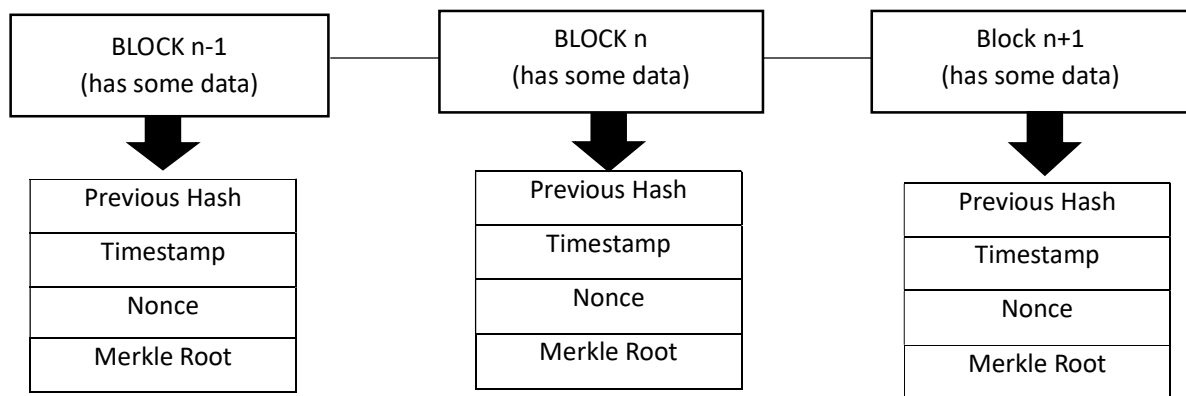 BLOCK n-1
(has some data)
BLOCK n
(has some data)
Block n+1
(has some data)
Previous Hash
Timestamp
Nonce
Merkle Root
Previous Hash
Timestamp
Nonce
Merkle Root
Previous Hash
Timestamp
Nonce
Merkle Root